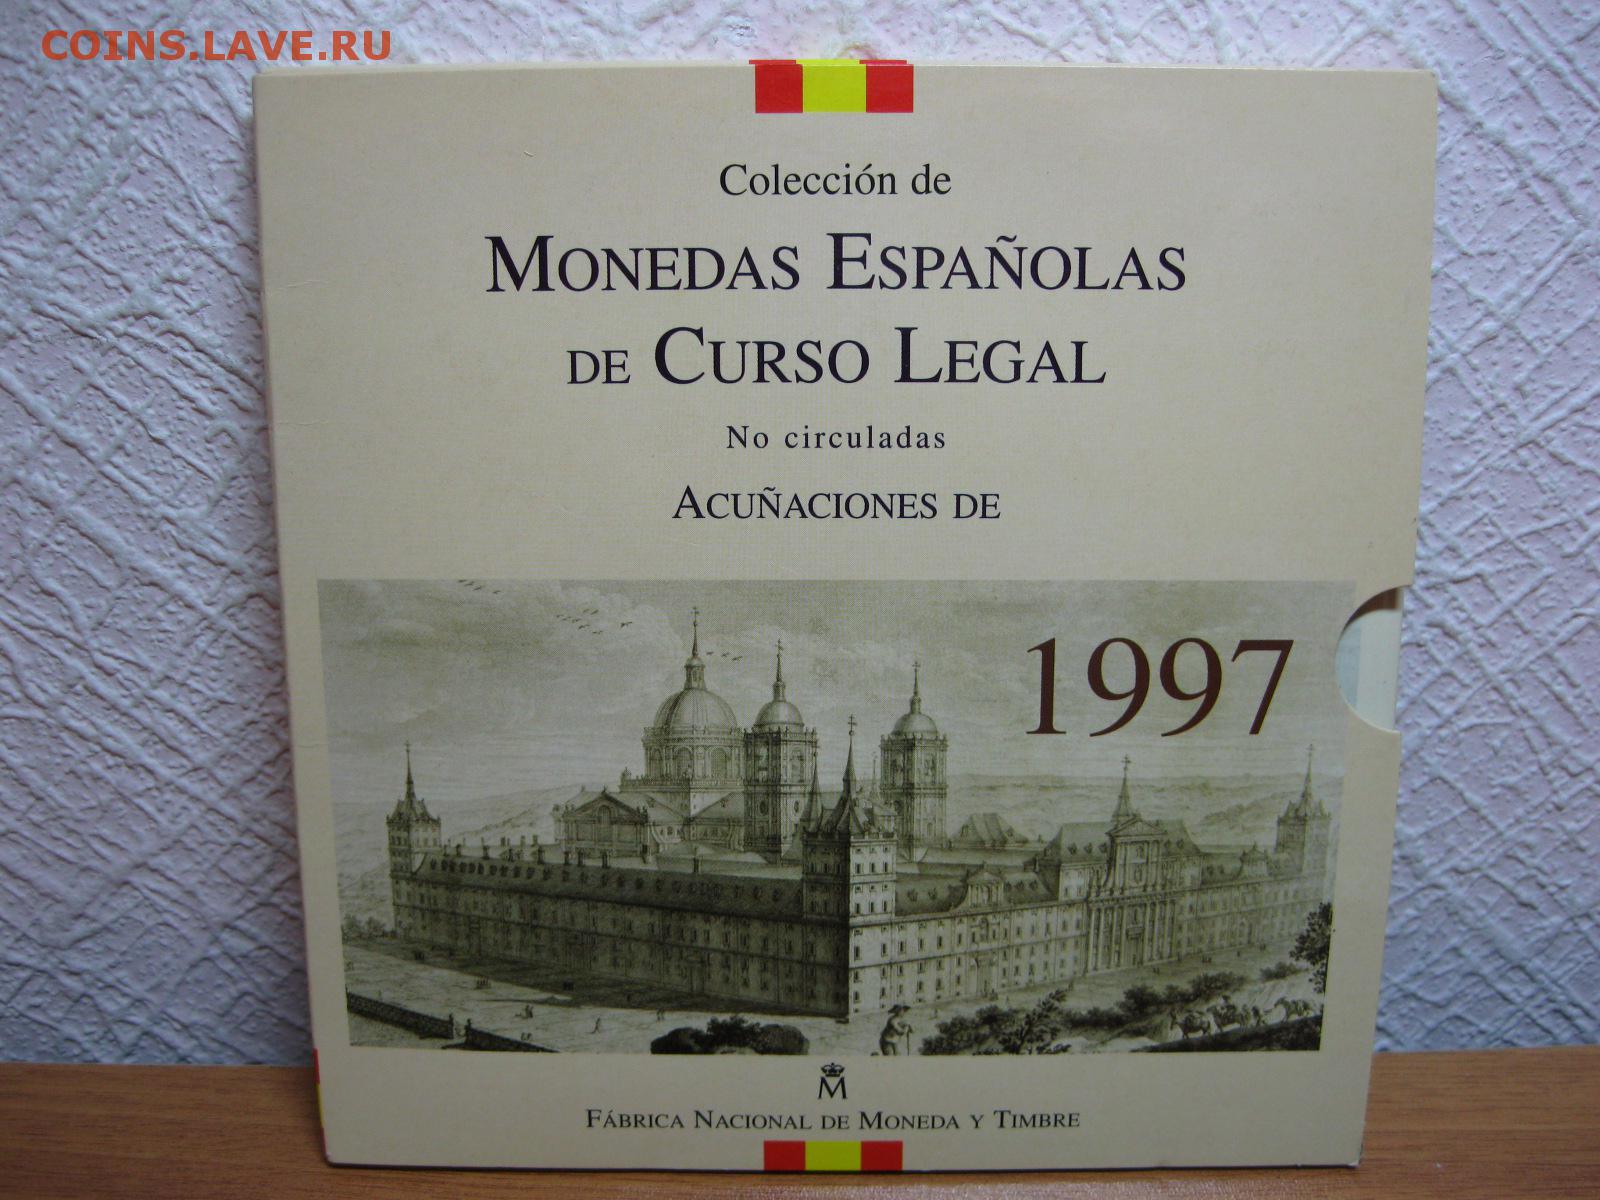 COINS.LAVE.RU
Colección de
MONEDAS ESPAÑOLAS
DE CURSO LEGAL
No circuladas
ACUÑACIONES DE
1997
M
FÁBRICA NACIONAL DE MONEDA Y TIMBRE